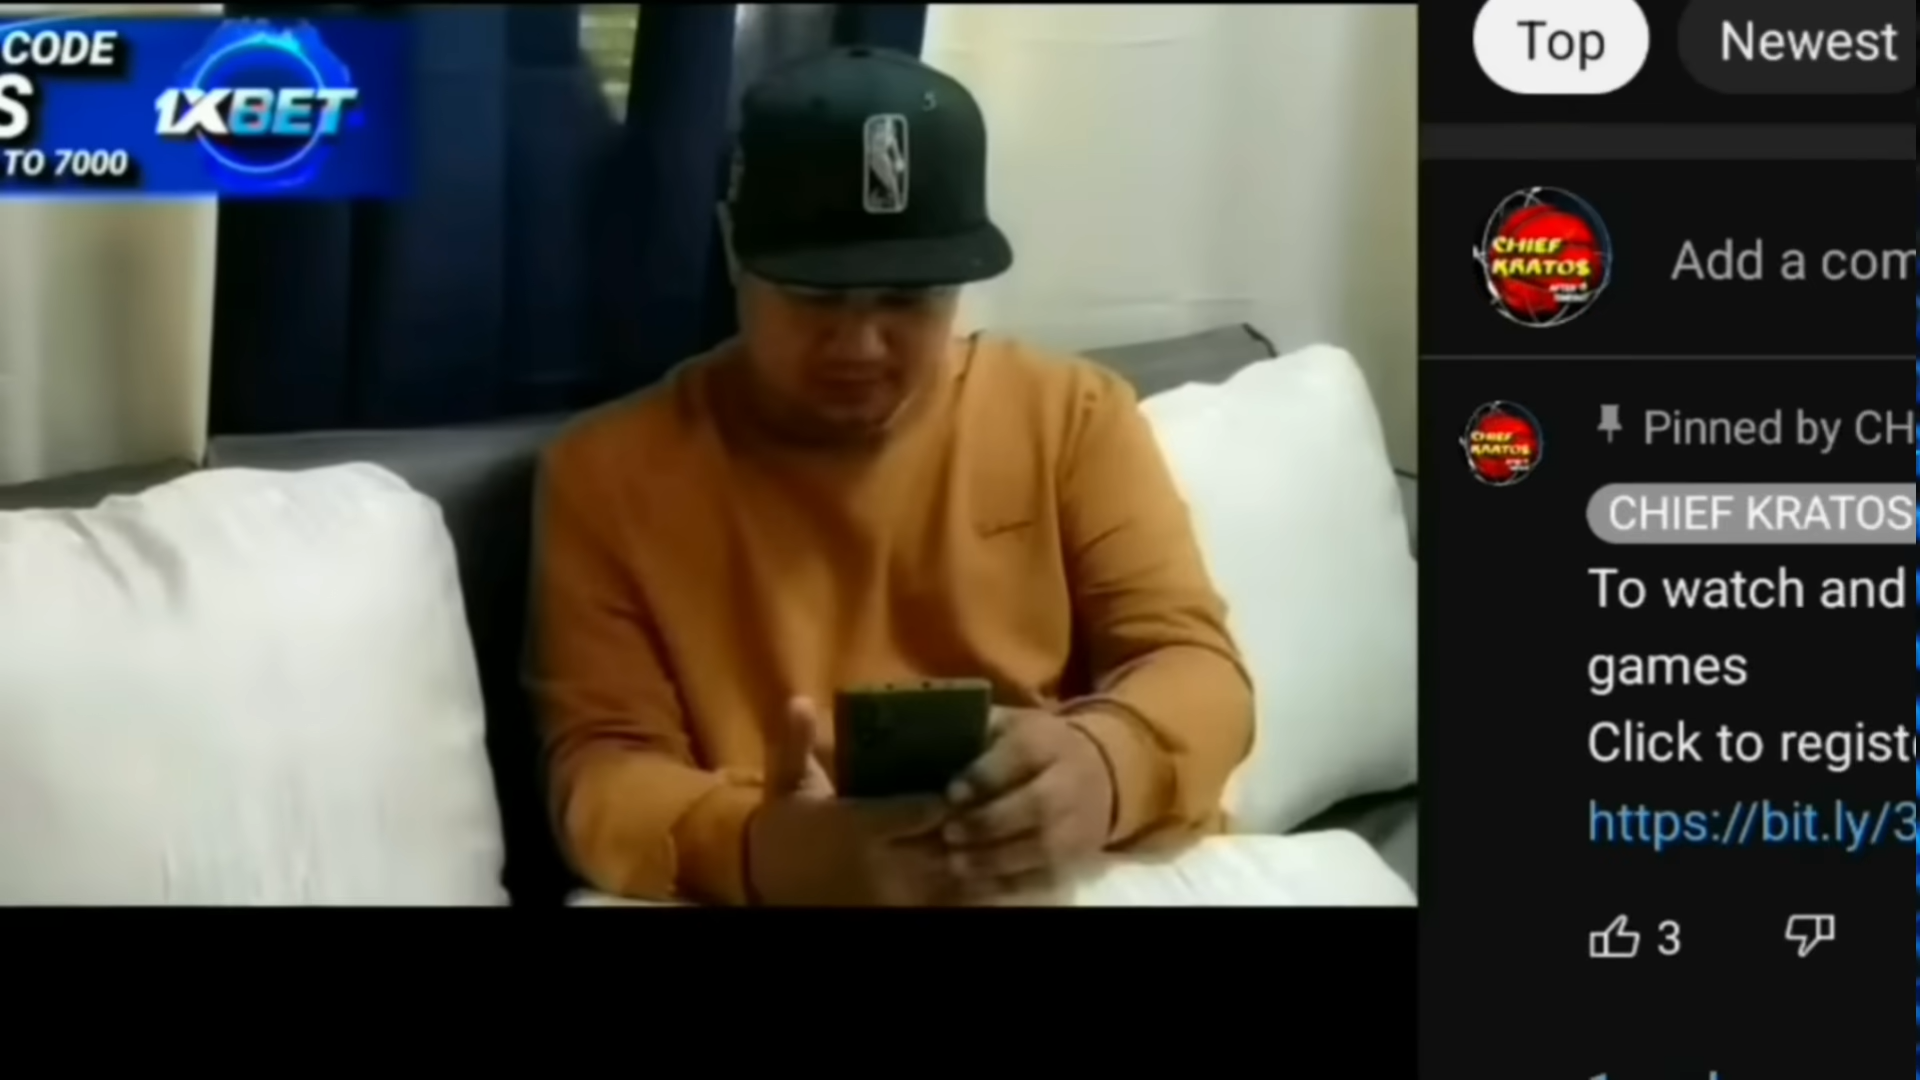 CODE
S
1XBET
TO 7000
Top
Newest
CHIEF
KRATOS
Add a com
Pinned by CH
CHIEF
KRATOS
CHIEF KRATOS
To watch and
games
Click to regist
https://bit.ly/3
3